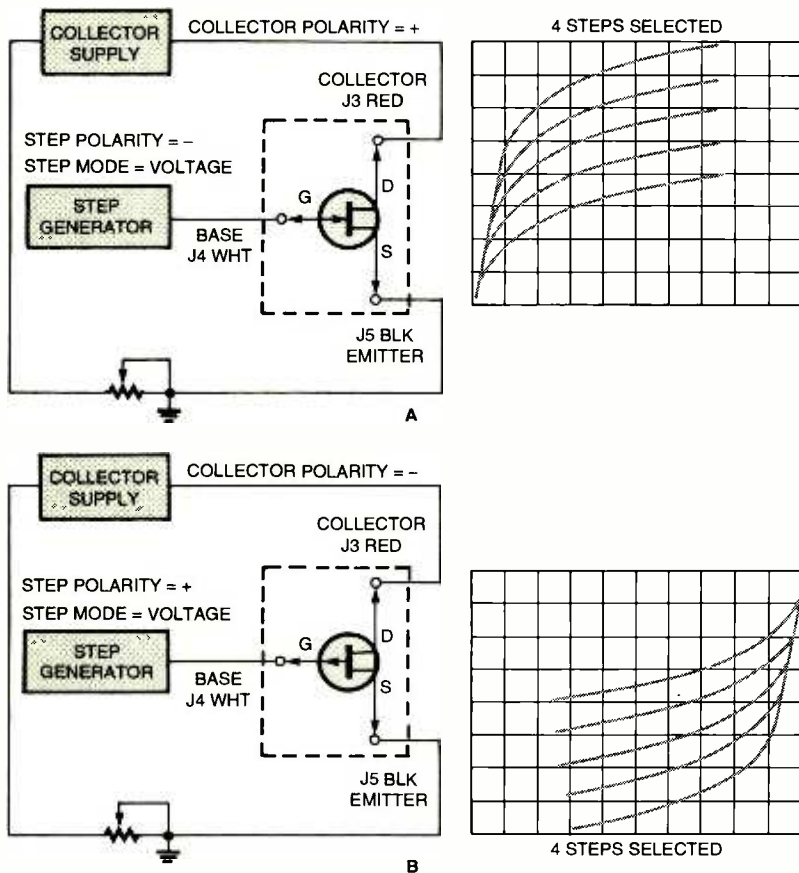 COLLECTOR
SUPPLY
COLLECTOR POLARITY = +
4 STEPS SELECTED
COLLECTOR
J3 RED
STEP POLARITY = –
STEP MODE = VOLTAGE
STEP
GENERATOR
BASE
J4 WHT
G
D
S
J5 BLK
EMITTER
A
COLLECTOR
SUPPLY
COLLECTOR POLARITY = –
COLLECTOR
J3 RED
STEP POLARITY = +
STEP MODE = VOLTAGE
STEP
GENERATOR
BASE
J4 WHT
G
D
S
J5 BLK
EMITTER
4 STEPS SELECTED
B